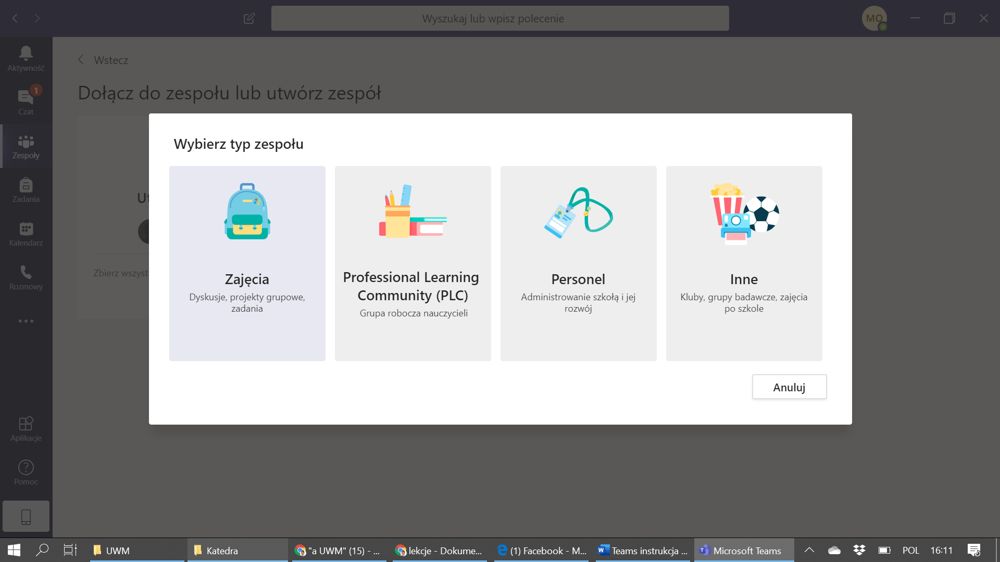 Wyszukaj lub wpisz polecenie
MO
Aktywność
1
Czat
Zespoły
Zadania
Kalendarz
Rozmowy
Aplikacje
Pomoc
Wstecz
Dołącz do zespołu lub utwórz zespół
Zbierz
Wybierz typ zespołu
Zajęcia
Dyskusje, projekty grupowe,
zadania
Professional Learning
Community (PLC)
Grupa robocza nauczycieli
Personel
Administrowanie szkołą i jej
rozwój
Inne
Kluby, grupy badawcze, zajęcia
po szkole
Anuluj
UWM
Katedra
"a UWM" (15) - ...
lekcje - Dokume...
(1) Facebook - M...
Teams instrukcja ...
Microsoft Teams
POL
16:11